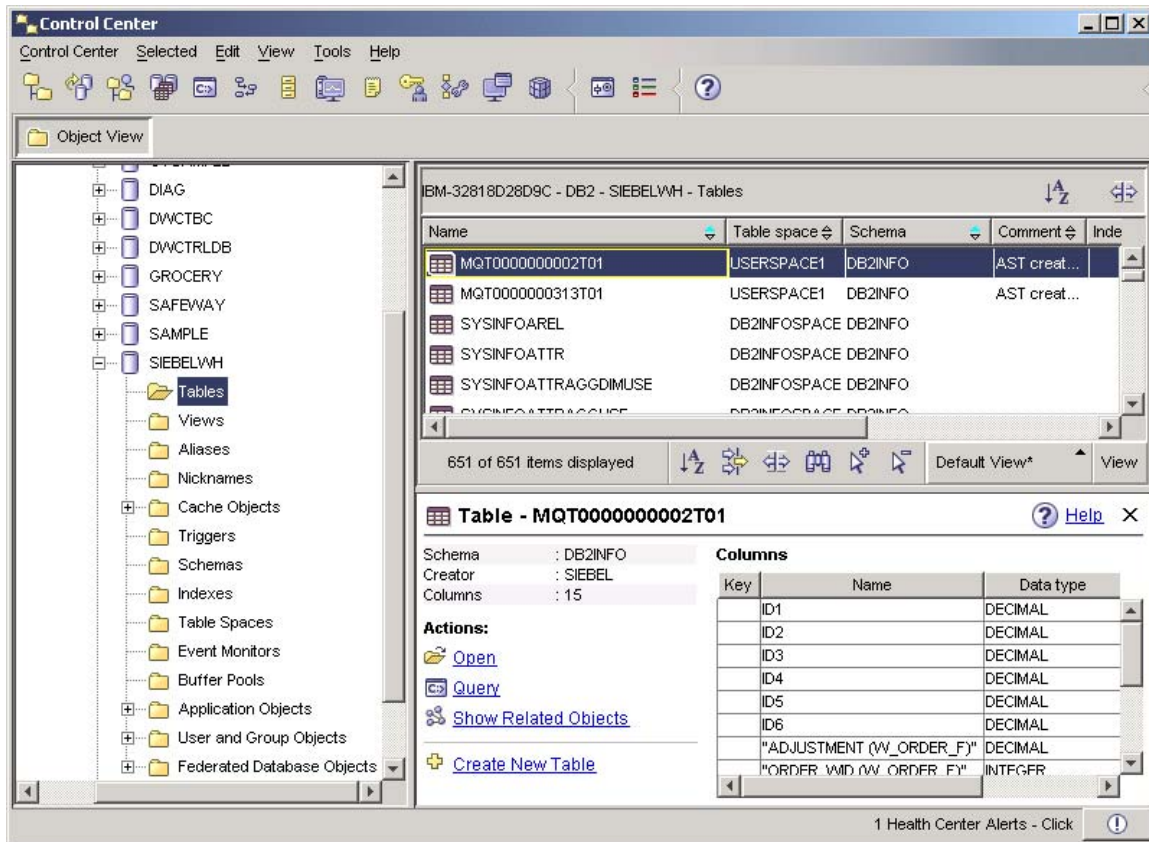 Control Center
Control Center Selected Edit View Tools Help
Object View
DIAG
DWCTBC
DWCTRLDB
GROCERY
SAFEWAY
SAMPLE
SIEBELWH
Tables
Views
Aliases
Nicknames
Cache Objects
Triggers
Schemas
Indexes
Table Spaces
Event Monitors
Buffer Pools
Application Objects
User and Group Objects
Federated Database Objects
IBM-32818D28D9C - DB2 - SIEBELWH - Tables
Name Table space Schema Comment Inde
MQT0000000002T01 USERSPACE1 DB2INFO AST creat...
MQT0000000313T01 USERSPACE1 DB2INFO AST creat...
SYSINFOAREL DB2INFOSPACE DB2INFO
SYSINFOATTR DB2INFOSPACE DB2INFO
SYSINFOATTRAGGDIMUSE DB2INFOSPACE DB2INFO
SYSINFOATTRAGGUSE DB2INFOSPACE DB2INFO
651 of 651 items displayed Default View* View
Table - MQT0000000002T01 Help
Schema : DB2INFO
Creator : SIEBEL
Columns : 15
Actions:
Open
Query
Show Related Objects
Create New Table
Columns
Key Name Data type
ID1 DECIMAL
ID2 DECIMAL
ID3 DECIMAL
ID4 DECIMAL
ID5 DECIMAL
ID6 DECIMAL
"ADJUSTMENT (W_ORDER_F)" DECIMAL
"ORDER_WID (W_ORDER_F)" INTEGER
1 Health Center Alerts - Click